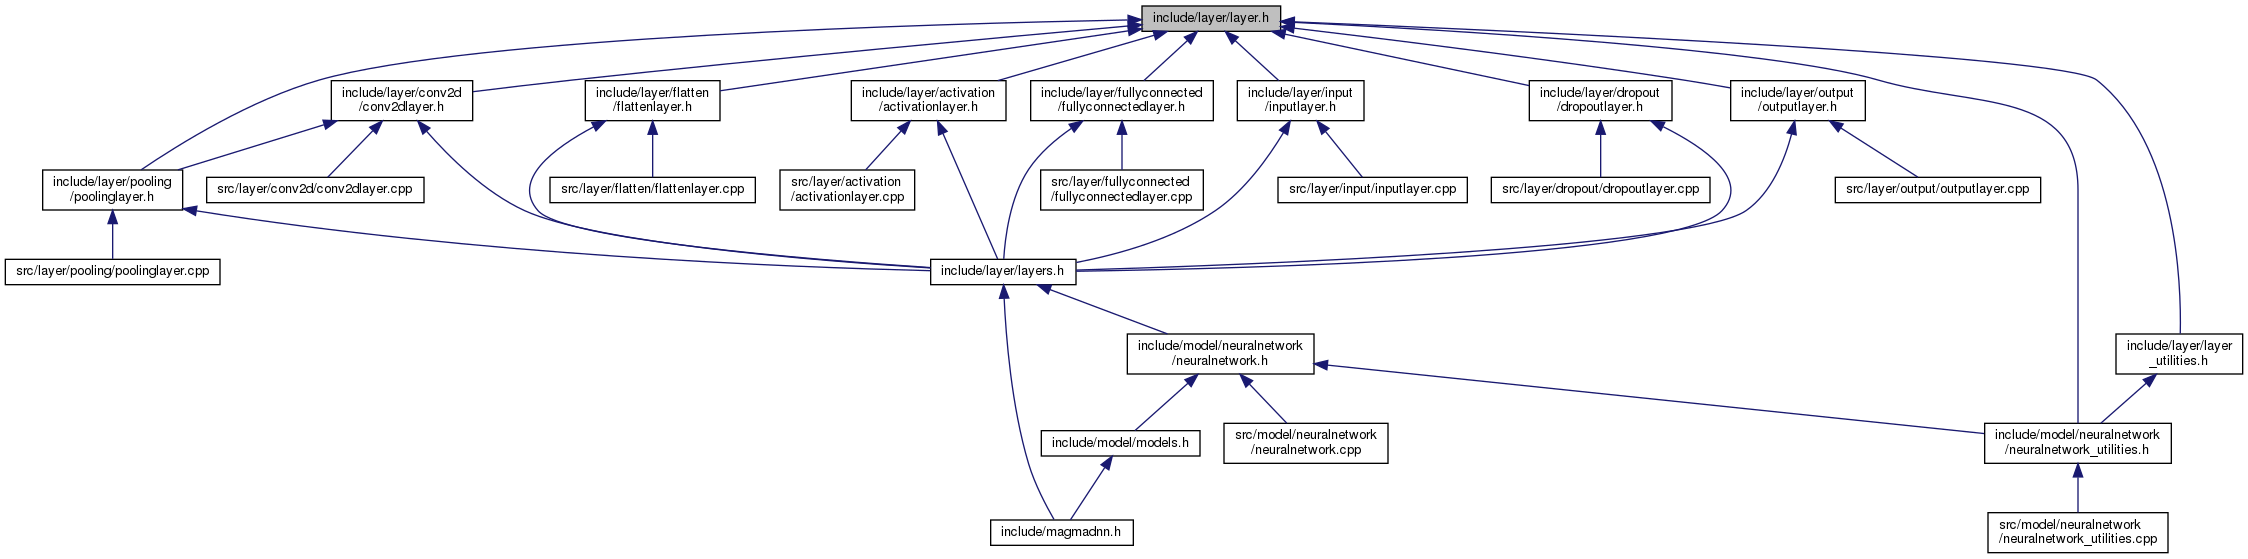 include/layer/layer.h
include/layer/conv2d
/conv2dlayer.h
include/layer/flatten
/flattenlayer.h
include/layer/activation
/activationlayer.h
include/layer/fullyconnected
/fullyconnectedlayer.h
include/layer/input
/inputlayer.h
include/layer/dropout
/dropoutlayer.h
include/layer/output
/outputlayer.h
include/layer/pooling
/poolinglayer.h
src/layer/conv2d/conv2dlayer.cpp
src/layer/flatten/flattenlayer.cpp
src/layer/activation
/activationlayer.cpp
src/layer/fullyconnected
/fullyconnectedlayer.cpp
src/layer/input/inputlayer.cpp
src/layer/dropout/dropoutlayer.cpp
src/layer/output/outputlayer.cpp
src/layer/pooling/poolinglayer.cpp
include/layer/layers.h
include/model/neuralnetwork
/neuralnetwork.h
include/layer/layer
_utilities.h
include/model/models.h
src/model/neuralnetwork
/neuralnetwork.cpp
include/model/neuralnetwork
/neuralnetwork_utilities.h
include/magmadnn.h
src/model/neuralnetwork
/neuralnetwork_utilities.cpp